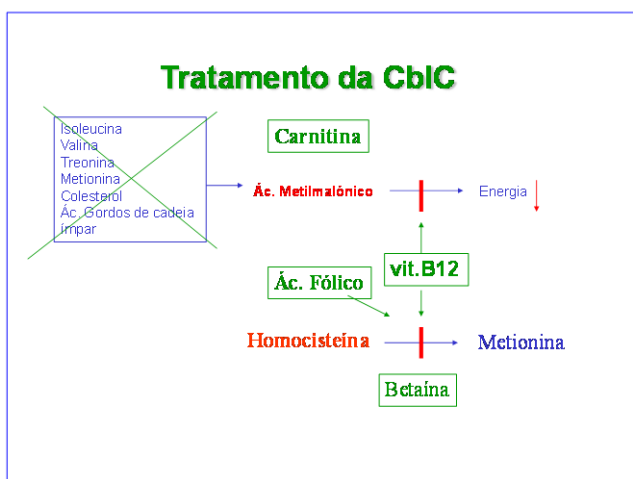 Tratamento da CblC
Isoleucina
Valina
Treonina
Metionina
Colesterol
Ác. Gordos de cadeia
ímpar
Carnitina
Ác. Metilmalónico
Energia
vit.B12
Ác. Fólico
Homocisteína
Metionina
Betaína